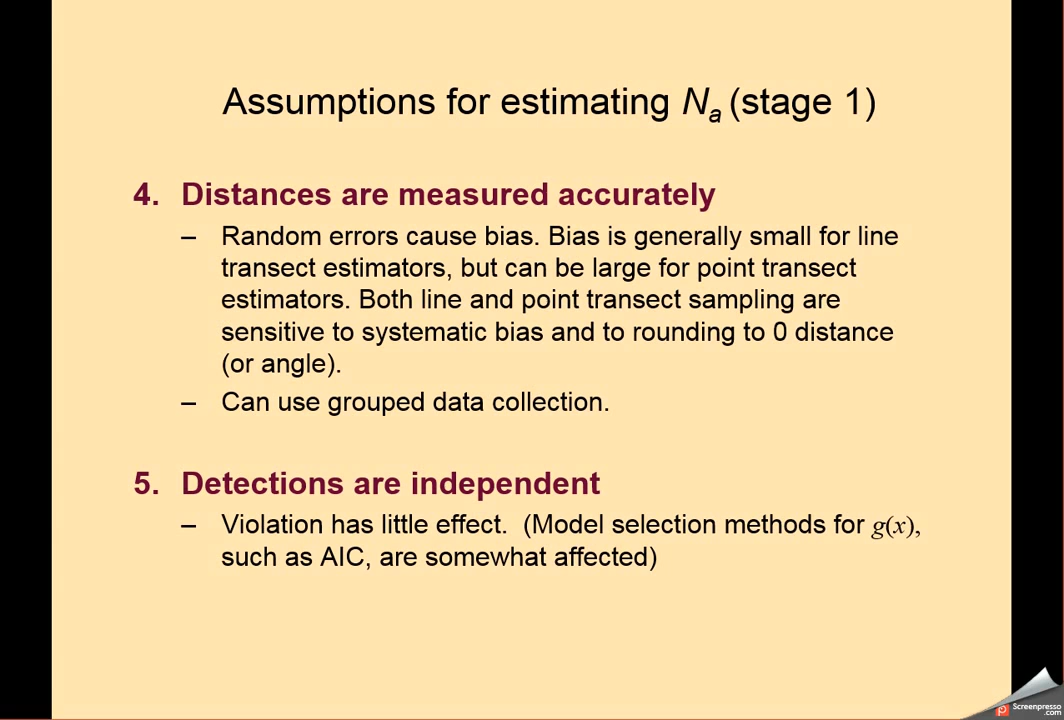 Assumptions for estimating Na (stage 1)
4. Distances are measured accurately
– Random errors cause bias. Bias is generally small for line
transect estimators, but can be large for point transect
estimators. Both line and point transect sampling are
sensitive to systematic bias and to rounding to 0 distance
(or angle).
– Can use grouped data collection.
5. Detections are independent
– Violation has little effect. (Model selection methods for g(x),
such as AIC, are somewhat affected)
Screenpresso
.com